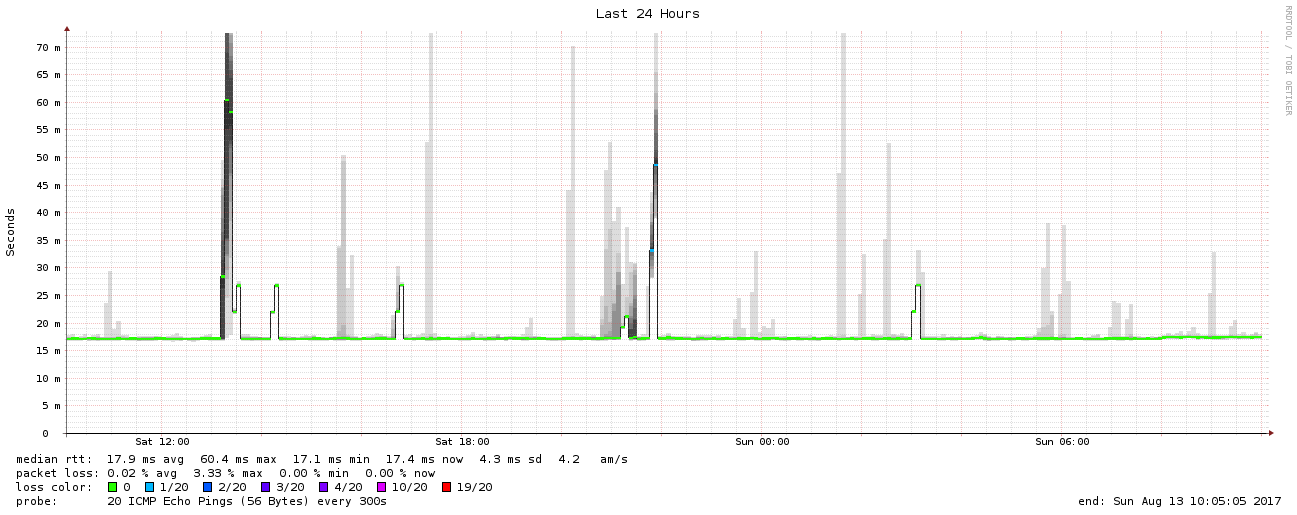 Last 24 Hours
RRDTOOL / TOBI OETIKER
Seconds
70 m
65 m
60 m
55 m
50 m
45 m
40 m
35 m
30 m
25 m
20 m
15 m
10 m
5 m
0
Sat 12:00 Sat 18:00 Sun 00:00 Sun 06:00
median rtt: 17.9 ms avg 60.4 ms max 17.1 ms min 17.4 ms now 4.3 ms sd 4.2 am/s
packet loss: 0.02 % avg 3.33 % max 0.00 % min 0.00 % now
loss color: 0 1/20 2/20 3/20 4/20 10/20 19/20
probe: 20 ICMP Echo Pings (56 Bytes) every 300s end: Sun Aug 13 10:05:05 2017